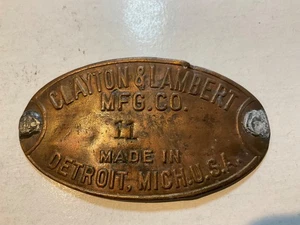 CLAYTON & LAMBERT
MFG. CO.
11
MADE IN
DETROIT, MICH. U.S.A.